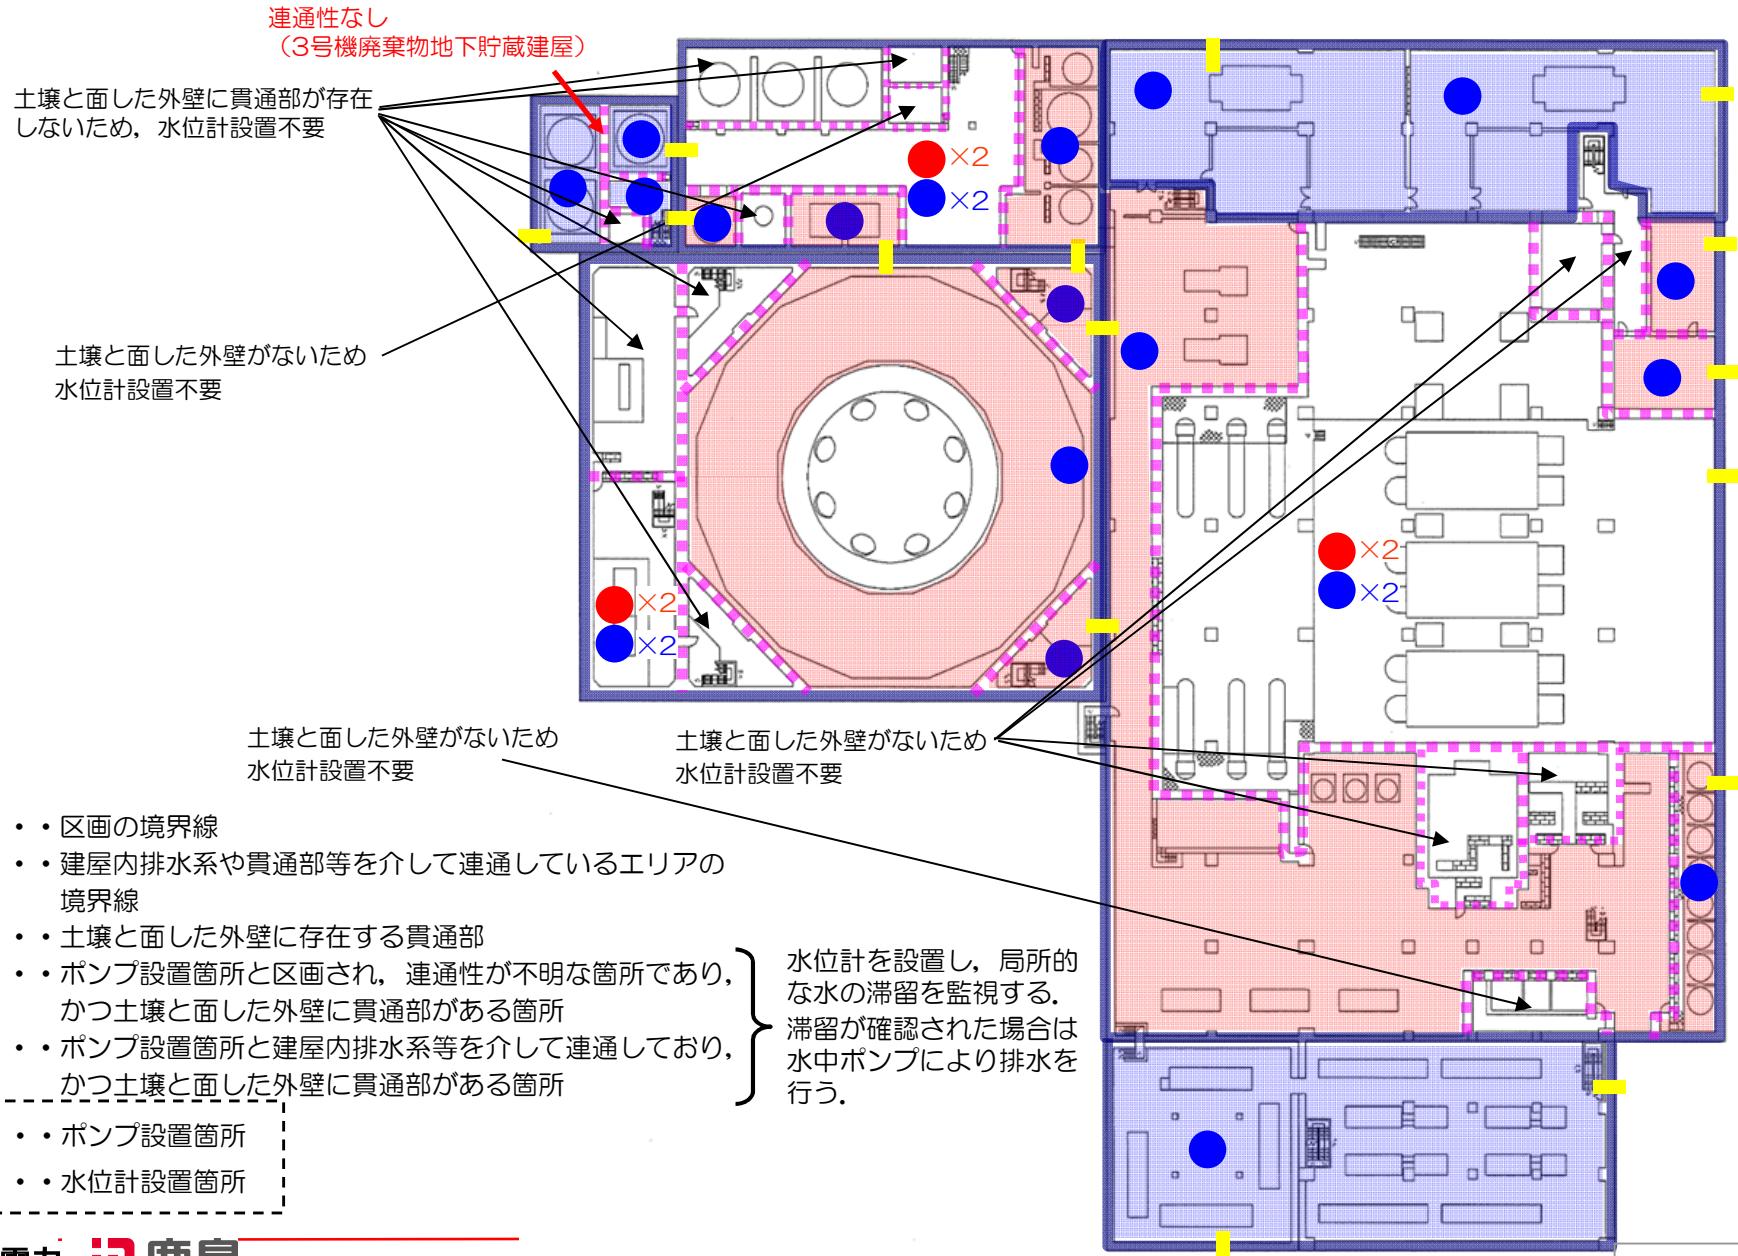 連通性なし
（3号機廃棄物地下貯蔵建屋）
土壌と面した外壁に貫通部が存在
しないため，水位計設置不要
×2
×2
土壌と面した外壁がないため
水位計設置不要
×2
×2
×2
×2
土壌と面した外壁がないため
水位計設置不要
土壌と面した外壁がないため
水位計設置不要
・・区画の境界線
・・建屋内排水系や貫通部等を介して連通しているエリアの
境界線
・・土壌と面した外壁に存在する貫通部
・・ポンプ設置箇所と区画され，連通性が不明な箇所であり，
かつ土壌と面した外壁に貫通部がある箇所
・・ポンプ設置箇所と建屋内排水系等を介して連通しており，
かつ土壌と面した外壁に貫通部がある箇所
水位計を設置し，局所的
な水の滞留を監視する．
滞留が確認された場合は
水中ポンプにより排水を
行う．
・・ポンプ設置箇所
・・水位計設置箇所
電力 鹿島